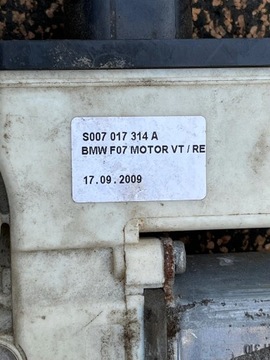 S007 017 314 A
BMW F07 MOTOR VT / RE
17.09.2009